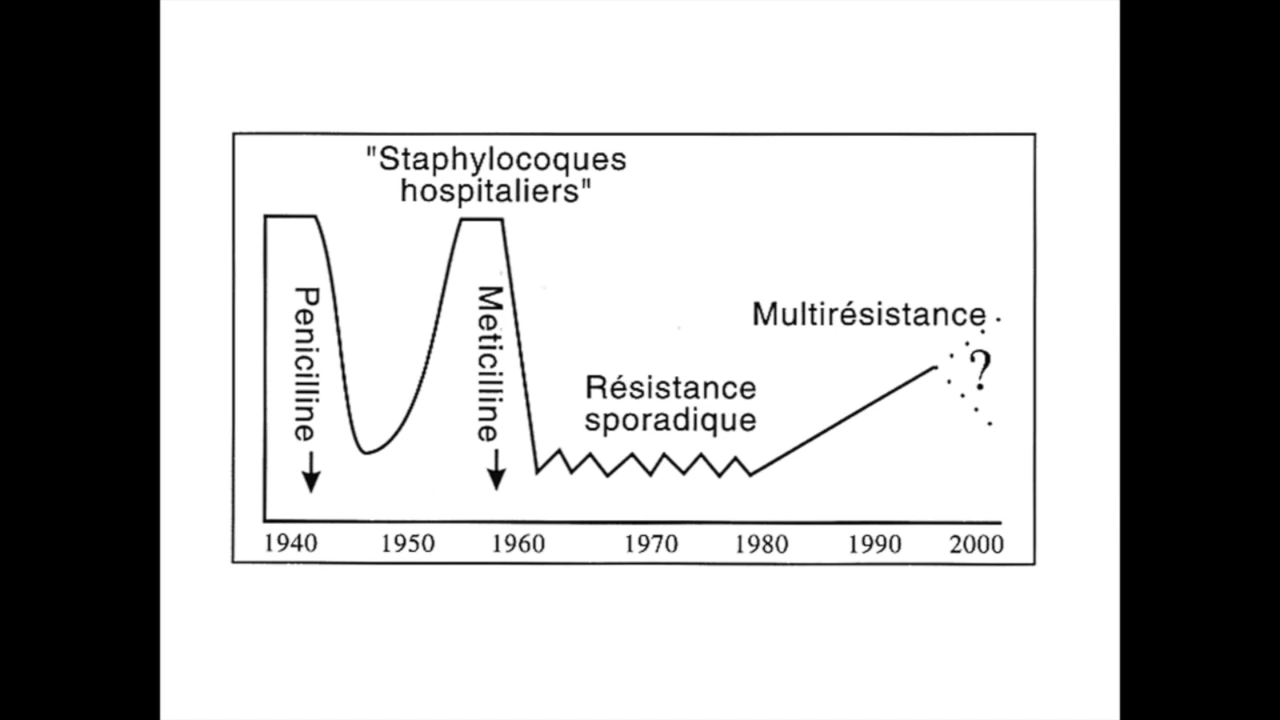 "Staphylocoques
hospitaliers"
Penicilline
Meticilline
Multirésistance
?
Résistance
sporadique
1940 1950 1960 1970 1980 1990 2000